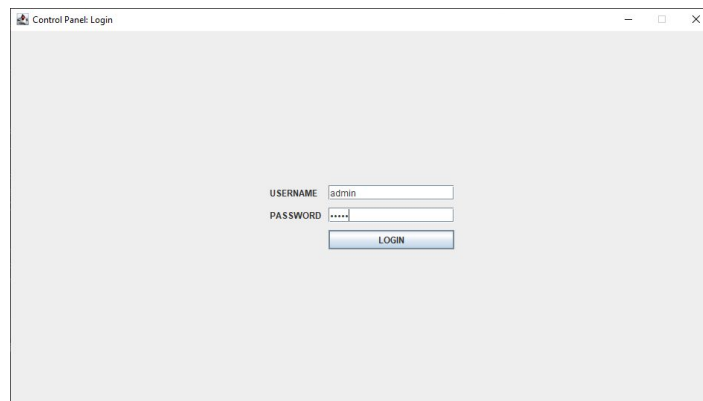 Control Panel: Login
USERNAME admin
PASSWORD •••••
LOGIN